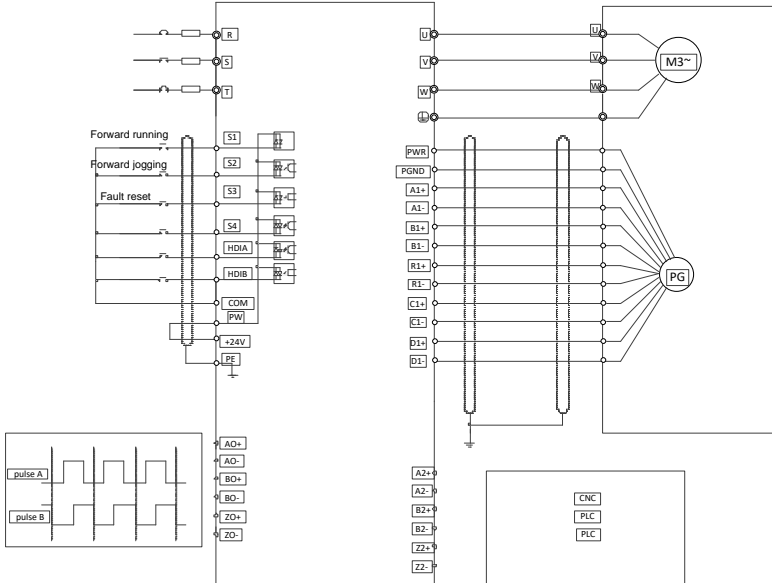 R
S
T
U
V
W
U
V
W
M3~
Forward running
S1
Forward jogging
S2
Fault reset
S3
S4
HDIA
HDIB
COM
PW
+24V
PE
PWR
PGND
A1+
A1-
B1+
B1-
R1+
R1-
C1+
C1-
D1+
D1-
PG
pulse A
pulse B
AO+
AO-
BO+
BO-
ZO+
ZO-
A2+
A2-
B2+
B2-
Z2+
Z2-
CNC
PLC
PLC